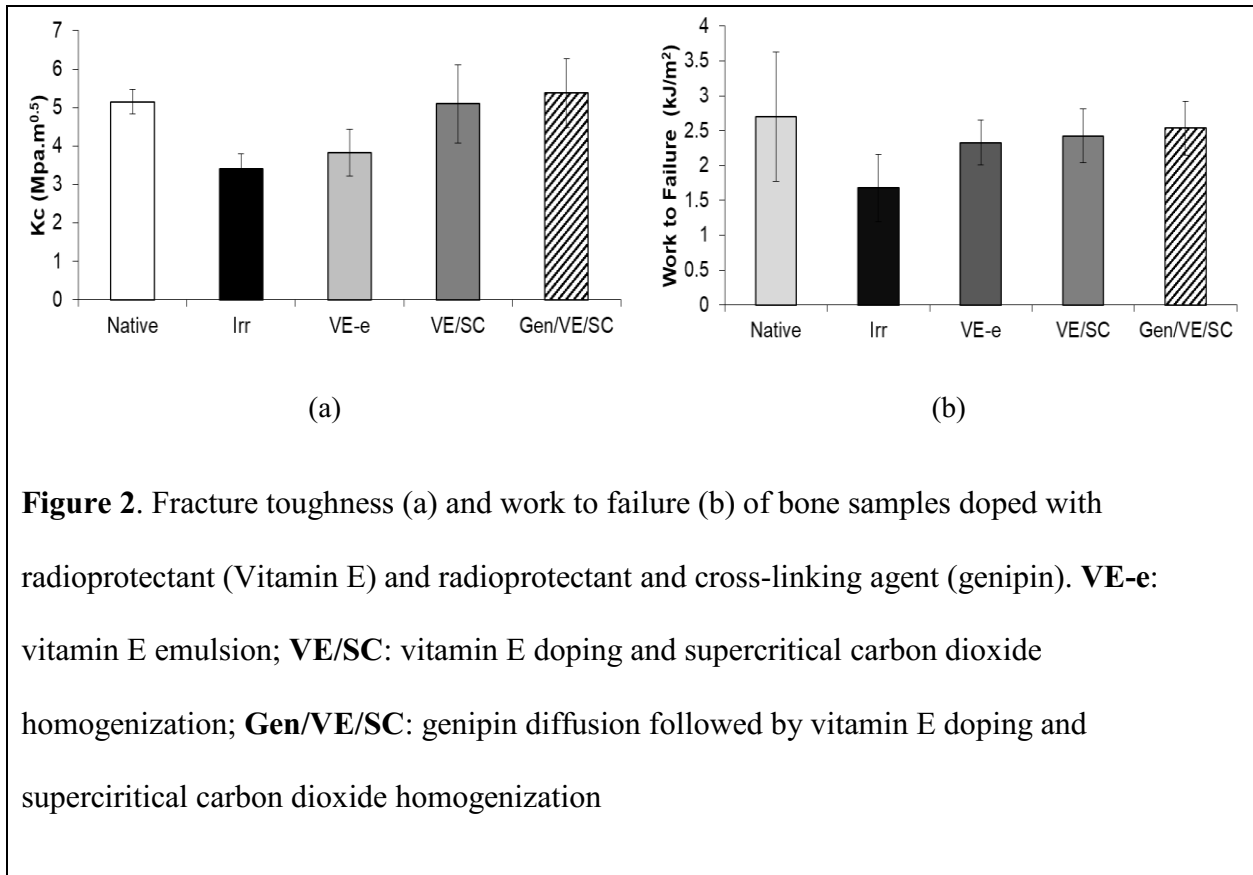 7
6
5
4
3
2
1
0
Kc (Mpa.m0.5)
Native Irr VE-e VE/SC Gen/VE/SC
(a)
4
3.5
3
2.5
2
1.5
1
0.5
0
Work to Failure (kJ/m2)
Native Irr VE-e VE/SC Gen/VE/SC
(b)
Figure 2. Fracture toughness (a) and work to failure (b) of bone samples doped with
radioprotectant (Vitamin E) and radioprotectant and cross-linking agent (genipin). VE-e:
vitamin E emulsion; VE/SC: vitamin E doping and supercritical carbon dioxide
homogenization; Gen/VE/SC: genipin diffusion followed by vitamin E doping and
superciritical carbon dioxide homogenization